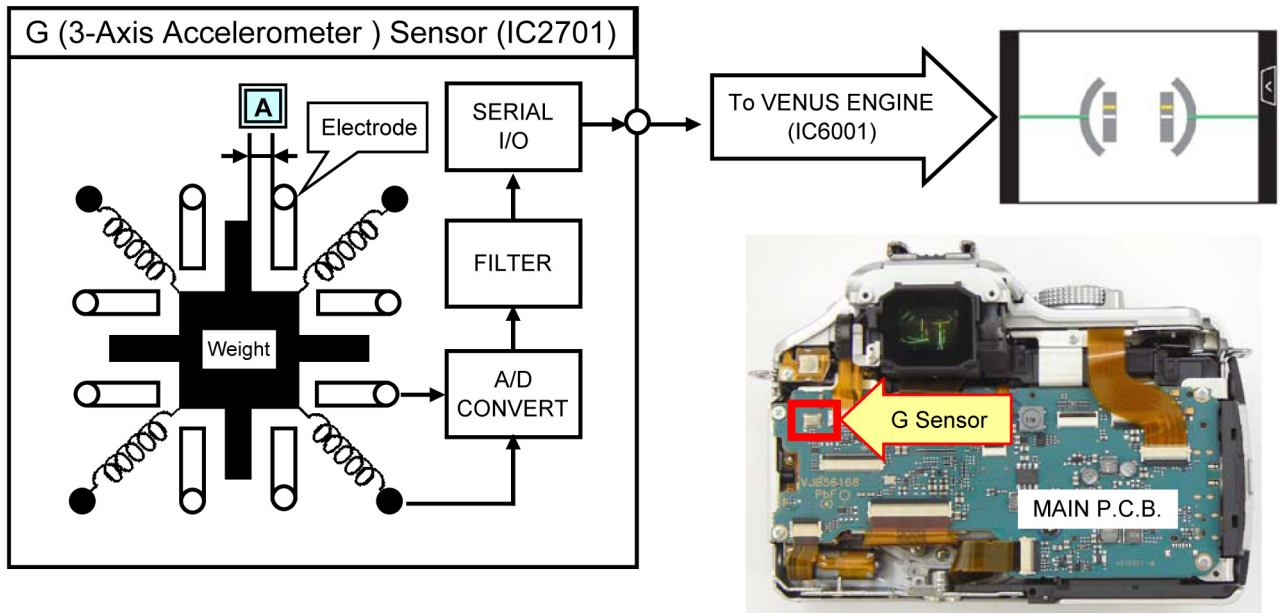 G (3-Axis Accelerometer ) Sensor (IC2701)
A
Electrode
SERIAL
I/O
To VENUS ENGINE
(IC6001)
FILTER
Weight
A/D
CONVERT
G Sensor
VJB56168
PbF
MAIN P.C.B.